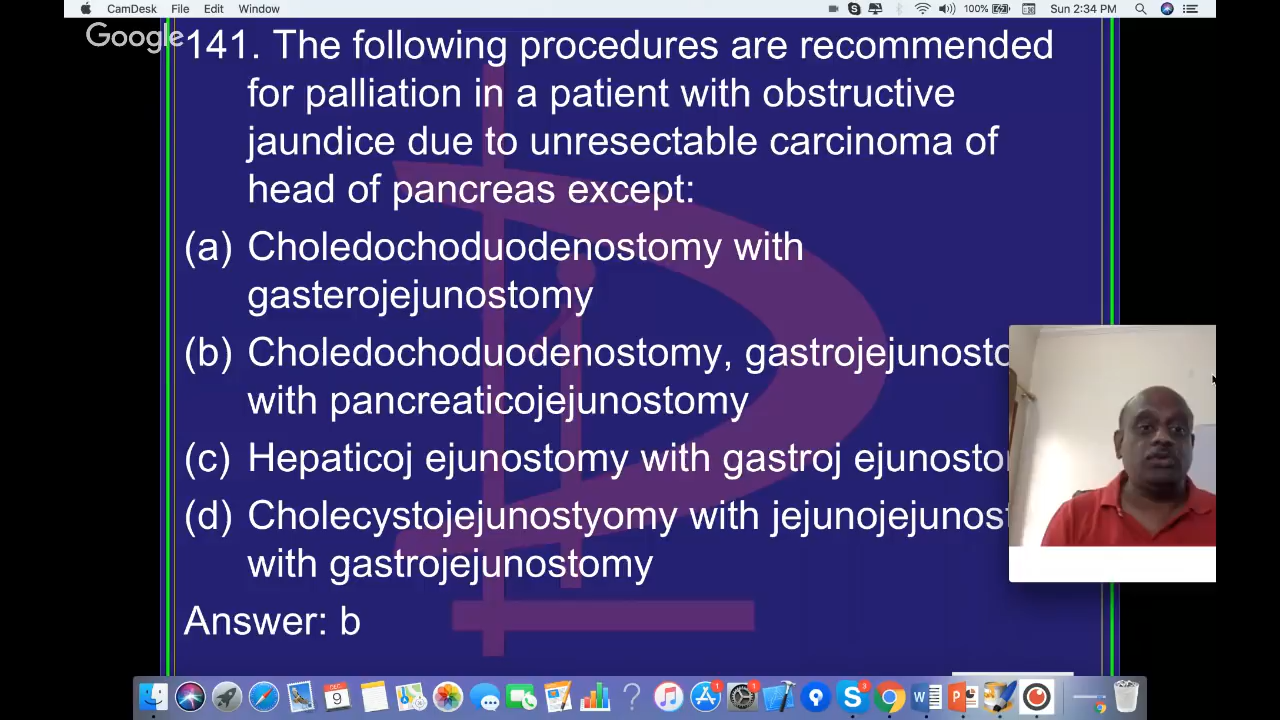 CamDesk File Edit Window 100% Sun 2:34 PM
Google
141. The following procedures are recommended
for palliation in a patient with obstructive
jaundice due to unresectable carcinoma of
head of pancreas except:
(a) Choledochoduodenostomy with
gasterojejunostomy
(b) Choledochoduodenostomy, gastrojejunosto
with pancreaticojejunostomy
(c) Hepaticoj ejunostomy with gastroj ejunosto
(d) Cholecystojejunostyomy with jejunojejunost
with gastrojejunostomy
Answer: b
DEC 9